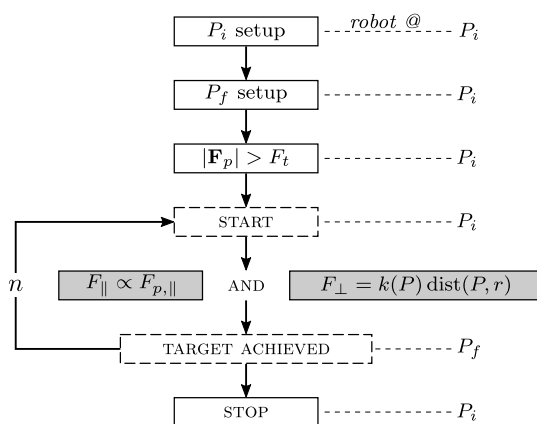 P_i setup robot @ P_i
P_f setup P_i
|F_p| > F_t P_i
START P_i
n F_∥ ∝ F_{p,∥} AND F_⊥ = k(P) dist(P, r)
TARGET ACHIEVED P_f
STOP P_i